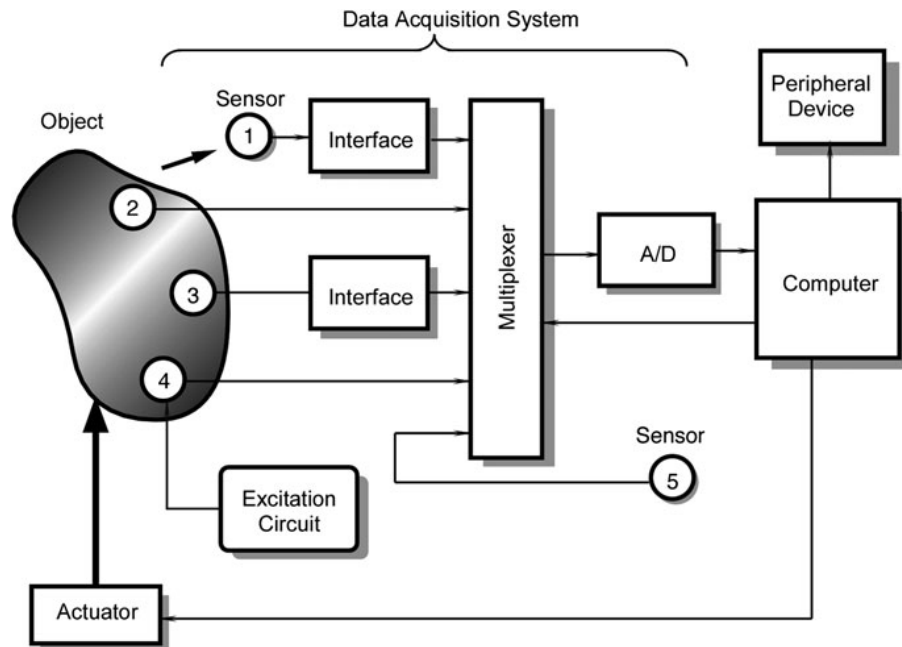 Data Acquisition System
Object
Sensor
1
Interface
Peripheral
Device
2
3
Interface
Multiplexer
A/D
Computer
4
Sensor
5
Excitation
Circuit
Actuator